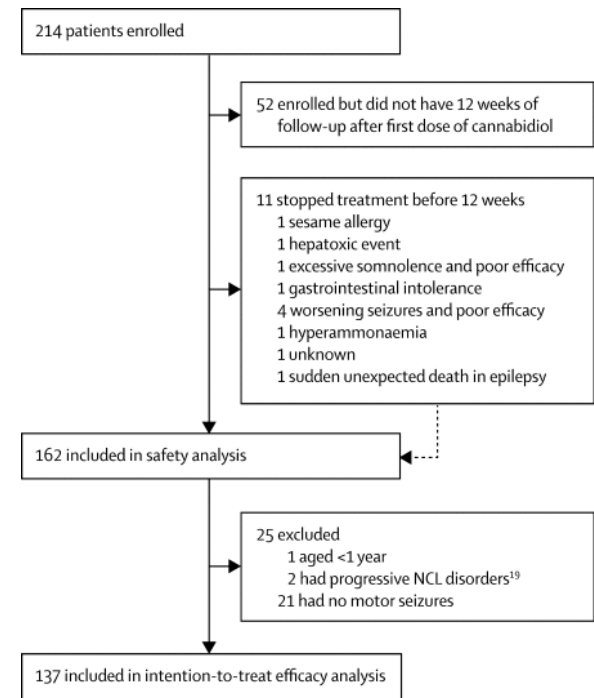 214 patients enrolled
52 enrolled but did not have 12 weeks of
follow-up after first dose of cannabidiol
11 stopped treatment before 12 weeks
1 sesame allergy
1 hepatoxic event
1 excessive somnolence and poor efficacy
1 gastrointestinal intolerance
4 worsening seizures and poor efficacy
1 hyperammonaemia
1 unknown
1 sudden unexpected death in epilepsy
162 included in safety analysis
25 excluded
1 aged <1 year
2 had progressive NCL disorders¹⁹
21 had no motor seizures
137 included in intention-to-treat efficacy analysis